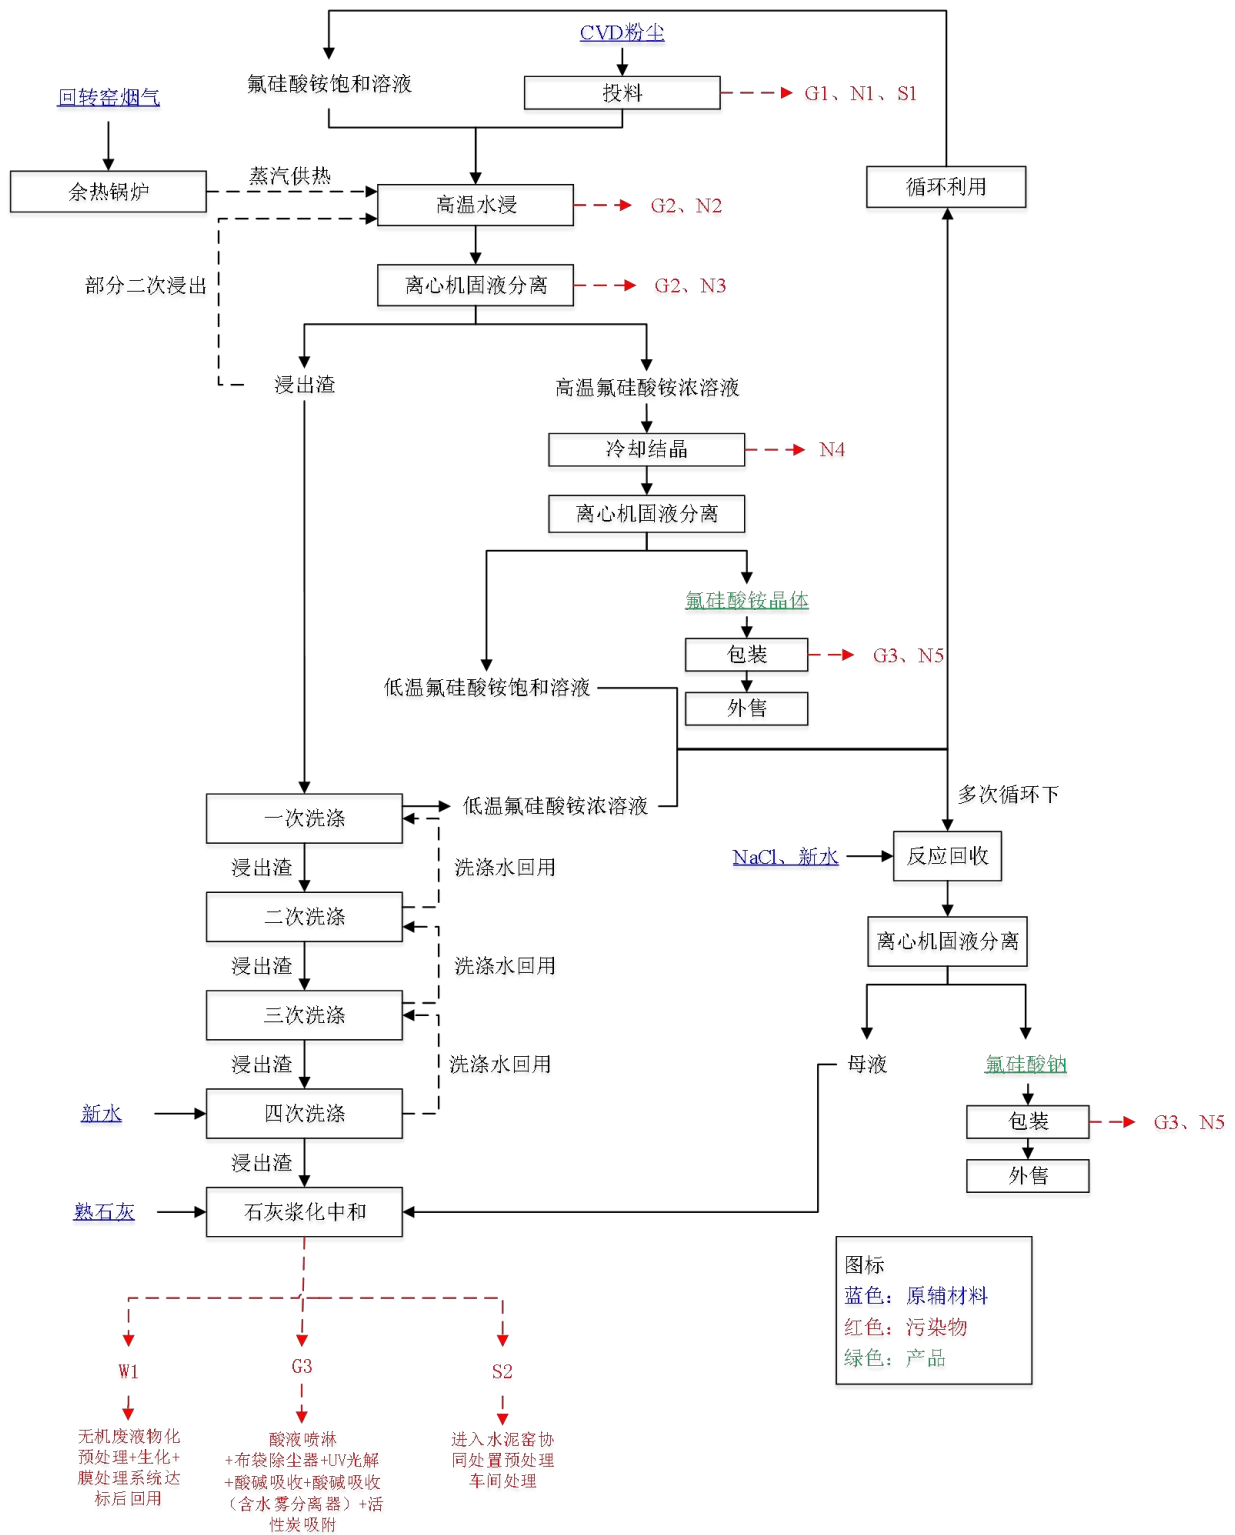 CVD粉尘
氟硅酸铵饱和溶液
投料
G1、N1、S1
回转窑烟气
蒸汽供热
余热锅炉
循环利用
高温水浸
G2、N2
部分二次浸出
离心机固液分离
G2、N3
浸出渣
高温氟硅酸铵浓溶液
冷却结晶
N4
离心机固液分离
氟硅酸铵晶体
包装
G3、N5
低温氟硅酸铵饱和溶液
外售
多次循环下
一次洗涤
低温氟硅酸铵浓溶液
NaCl、新水
反应回收
浸出渣
洗涤水回用
二次洗涤
离心机固液分离
浸出渣
洗涤水回用
三次洗涤
浸出渣
洗涤水回用
母液
氟硅酸钠
新水
四次洗涤
包装
G3、N5
浸出渣
外售
熟石灰
石灰浆化中和
图标
蓝色：原辅材料
红色：污染物
绿色：产品
W1
G3
S2
无机废液物化
预处理+生化+
膜处理系统达
标后回用
酸液喷淋
+布袋除尘器+UV光解
+酸碱吸收+酸碱吸收
（含水雾分离器）+活
性炭吸附
进入水泥窑协
同处置预处理
车间处理